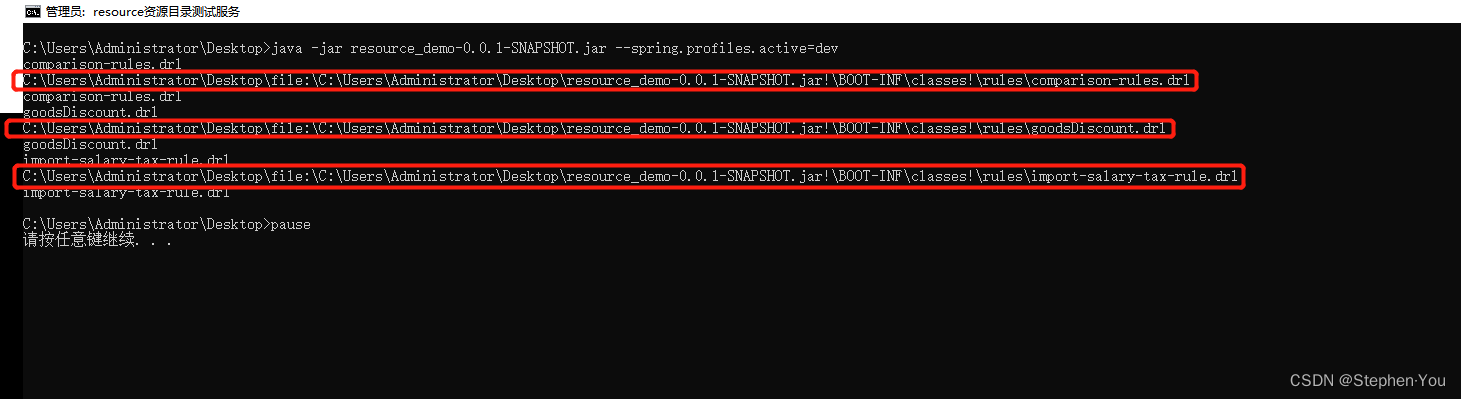 管理员: resource资源目录测试服务
C:\Users\Administrator\Desktop>java -jar resource_demo-0.0.1-SNAPSHOT.jar --spring.profiles.active=dev
comparison-rules.drl
C:\Users\Administrator\Desktop\file:\C:\Users\Administrator\Desktop\resource_demo-0.0.1-SNAPSHOT.jar!\BOOT-INF\classes!\rules\comparison-rules.drl
comparison-rules.drl
goodsDiscount.drl
C:\Users\Administrator\Desktop\file:\C:\Users\Administrator\Desktop\resource_demo-0.0.1-SNAPSHOT.jar!\BOOT-INF\classes!\rules\goodsDiscount.drl
goodsDiscount.drl
import-salary-tax-rule.drl
C:\Users\Administrator\Desktop\file:\C:\Users\Administrator\Desktop\resource_demo-0.0.1-SNAPSHOT.jar!\BOOT-INF\classes!\rules\import-salary-tax-rule.drl
import-salary-tax-rule.drl
C:\Users\Administrator\Desktop>pause
请按任意键继续. . .
CSDN @Stephen·You